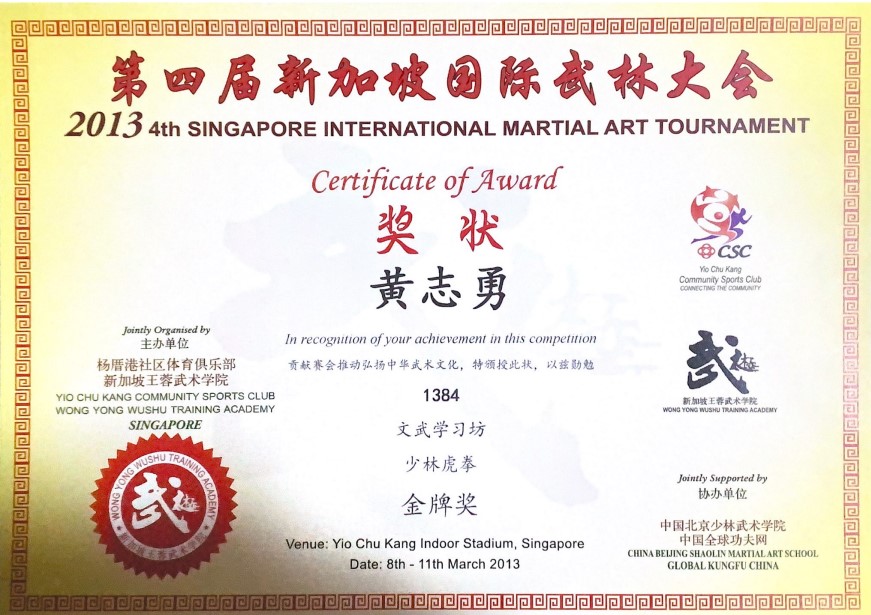 第四届新加坡国际武林大会
2013 4th SINGAPORE INTERNATIONAL MARTIAL ART TOURNAMENT
Certificate of Award
奖状
黄志勇
In recognition of your achievement in this competition
贡献赛会推动弘扬中华武术文化，特颁授此状，以兹勋勉
1384
文武学习坊
少林虎拳
金牌奖
Venue: Yio Chu Kang Indoor Stadium, Singapore
Date: 8th - 11th March 2013
Jointly Organised by
主办单位
杨厝港社区体育俱乐部
新加坡王蓉武术学院
YIO CHU KANG COMMUNITY SPORTS CLUB
WONG YONG WUSHU TRAINING ACADEMY
SINGAPORE
WONG YONG WUSHU TRAINING ACADEMY
武极
新加坡王蓉武术学院
CSC
Yio Chu Kang
Community Sports Club
CONNECTING THE COMMUNITY
武极
新加坡王蓉武术学院
WONG YONG WUSHU TRAINING ACADEMY
Jointly Supported by
协办单位
中国北京少林武术学院
中国全球功夫网
CHINA BEIJING SHAOLIN MARTIAL ART SCHOOL
GLOBAL KUNGFU CHINA